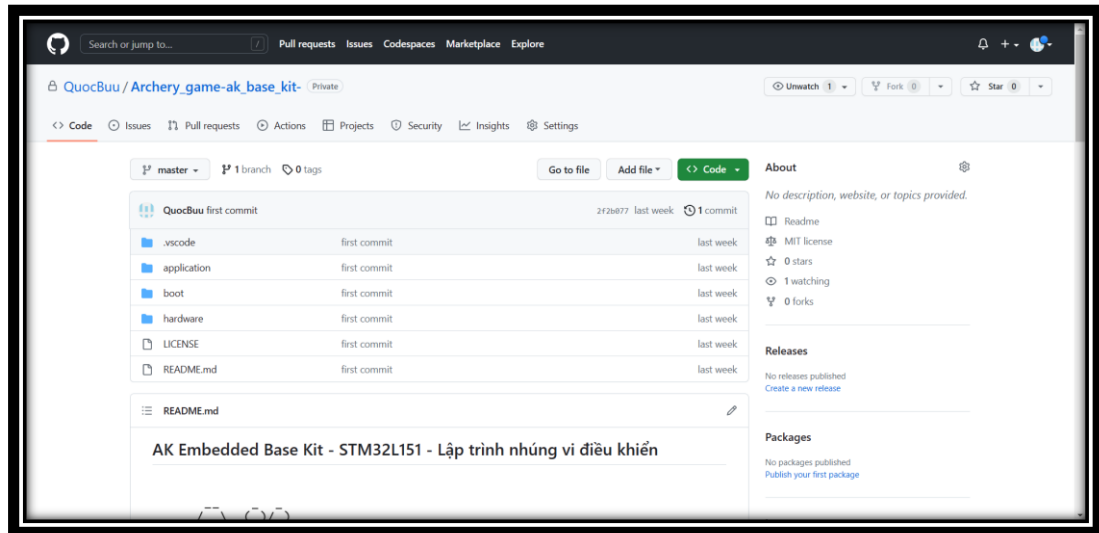 Search or jump to... / Pull requests Issues Codespaces Marketplace Explore
QuocBuu / Archery_game-ak_base_kit- Private
Unwatch 1 Fork 0 Star 0
<> Code Issues Pull requests Actions Projects Security Insights Settings
master 1 branch 0 tags Go to file Add file <> Code
QuocBuu first commit 2f2b077 last week 1 commit
.vscode first commit last week
application first commit last week
boot first commit last week
hardware first commit last week
LICENSE first commit last week
README.md first commit last week
README.md
AK Embedded Base Kit - STM32L151 - Lập trình nhúng vi điều khiển
About
No description, website, or topics provided.
Readme
MIT license
0 stars
1 watching
0 forks
Releases
No releases published
Create a new release
Packages
No packages published
Publish your first package